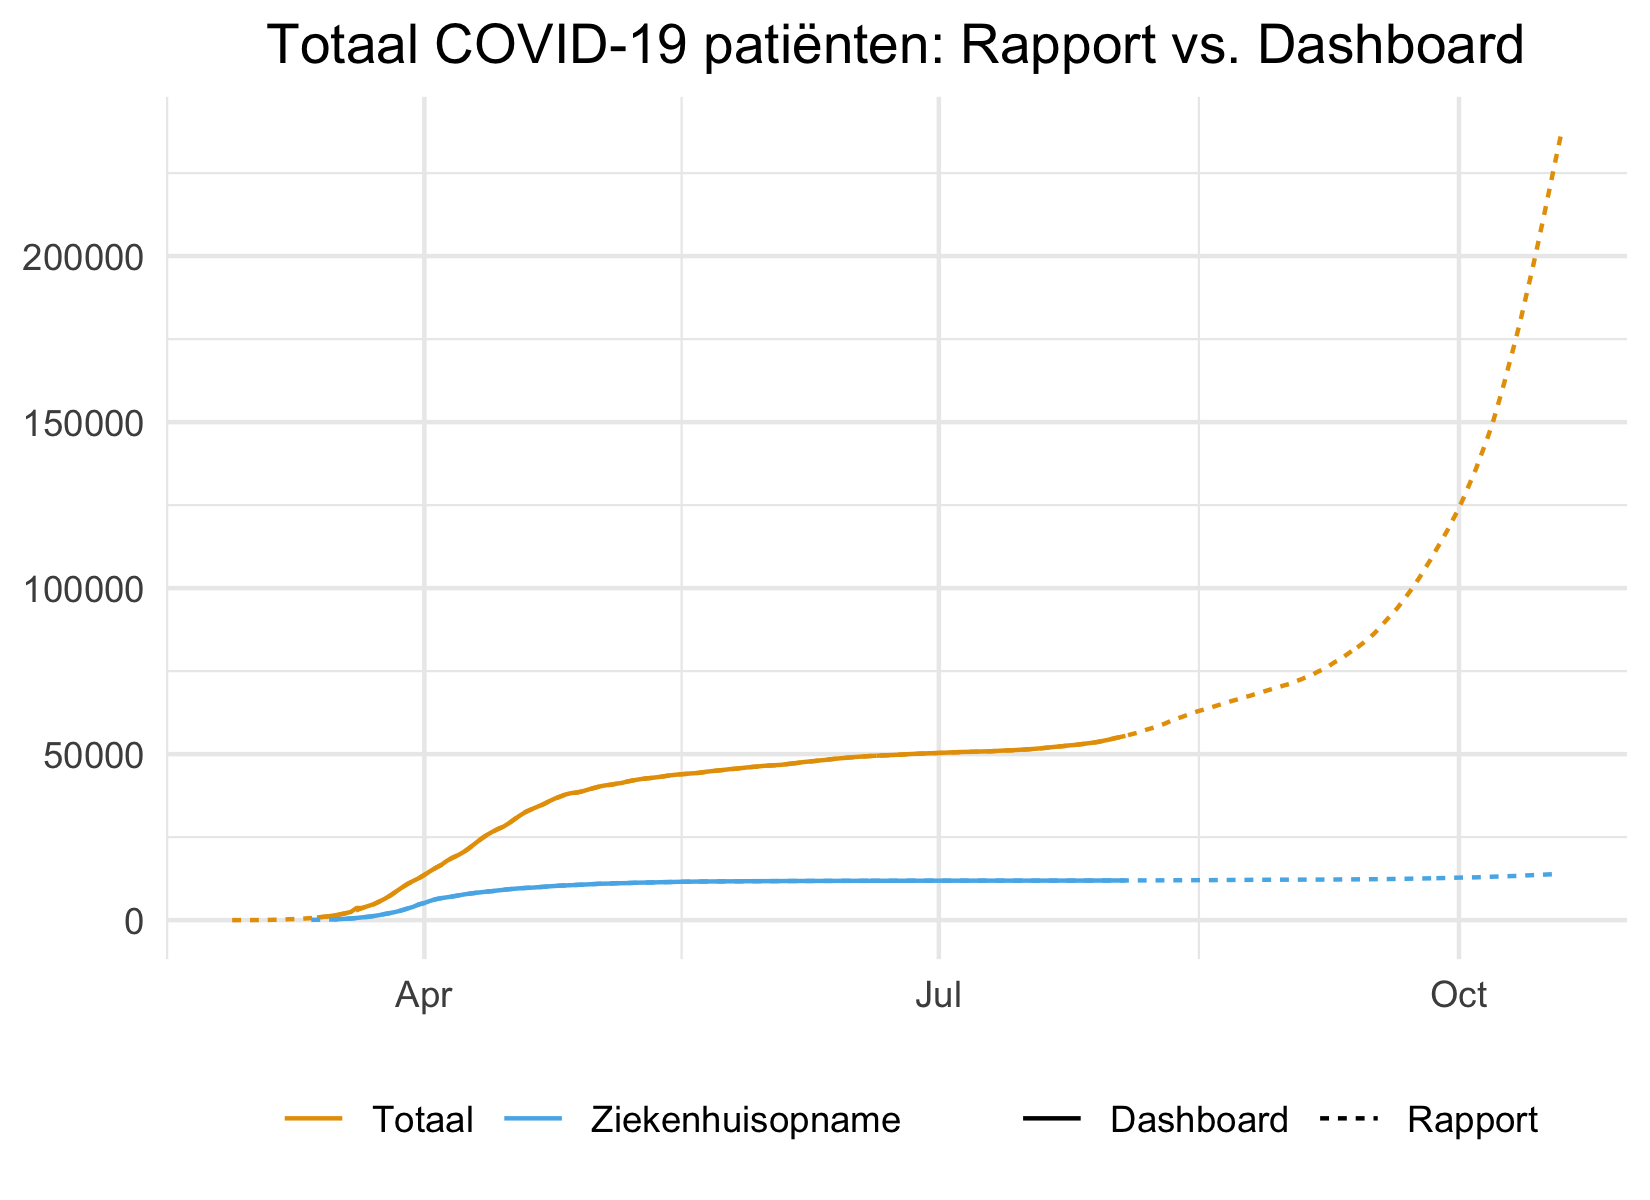 Totaal COVID-19 patiënten: Rapport vs. Dashboard
200000
150000
100000
50000
0
Apr Jul Oct
Totaal Ziekenhuisopname Dashboard Rapport